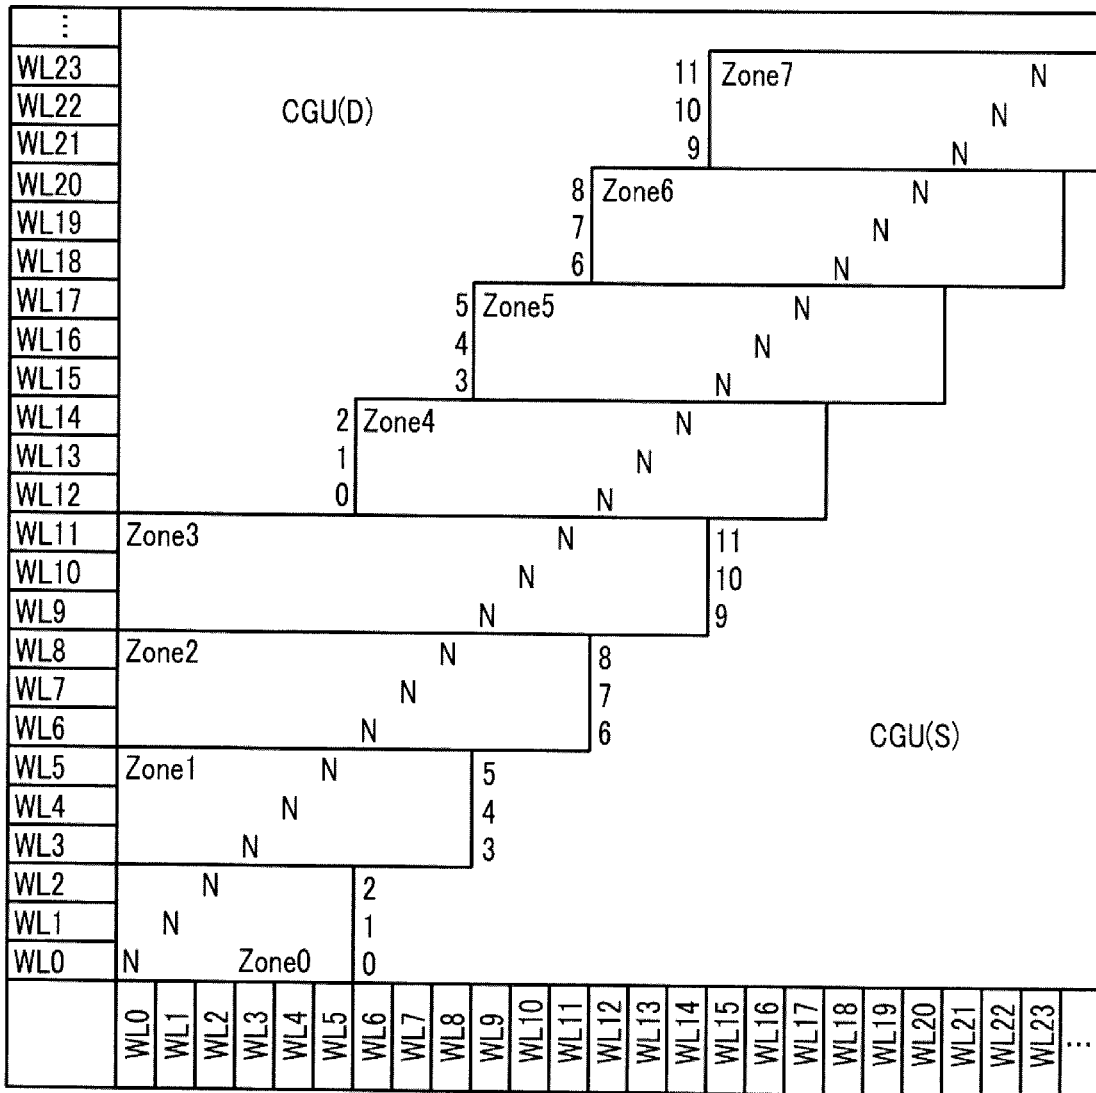 ⋮
WL23 11 Zone7 N
WL22 CGU(D) 10 N
WL21 9 N
WL20 8 Zone6 N
WL19 7 N
WL18 6 N
WL17 5 Zone5 N
WL16 4 N
WL15 3 N
WL14 2 Zone4 N
WL13 1 N
WL12 0 N
WL11 Zone3 N 11
WL10 N 10
WL9 N 9
WL8 Zone2 N 8
WL7 N 7
WL6 N 6 CGU(S)
WL5 Zone1 N 5
WL4 N 4
WL3 N 3
WL2 N 2
WL1 N 1
WL0 N Zone0 0
WL0 WL1 WL2 WL3 WL4 WL5 WL6 WL7 WL8 WL9 WL10 WL11 WL12 WL13 WL14 WL15 WL16 WL17 WL18 WL19 WL20 WL21 WL22 WL23 ...